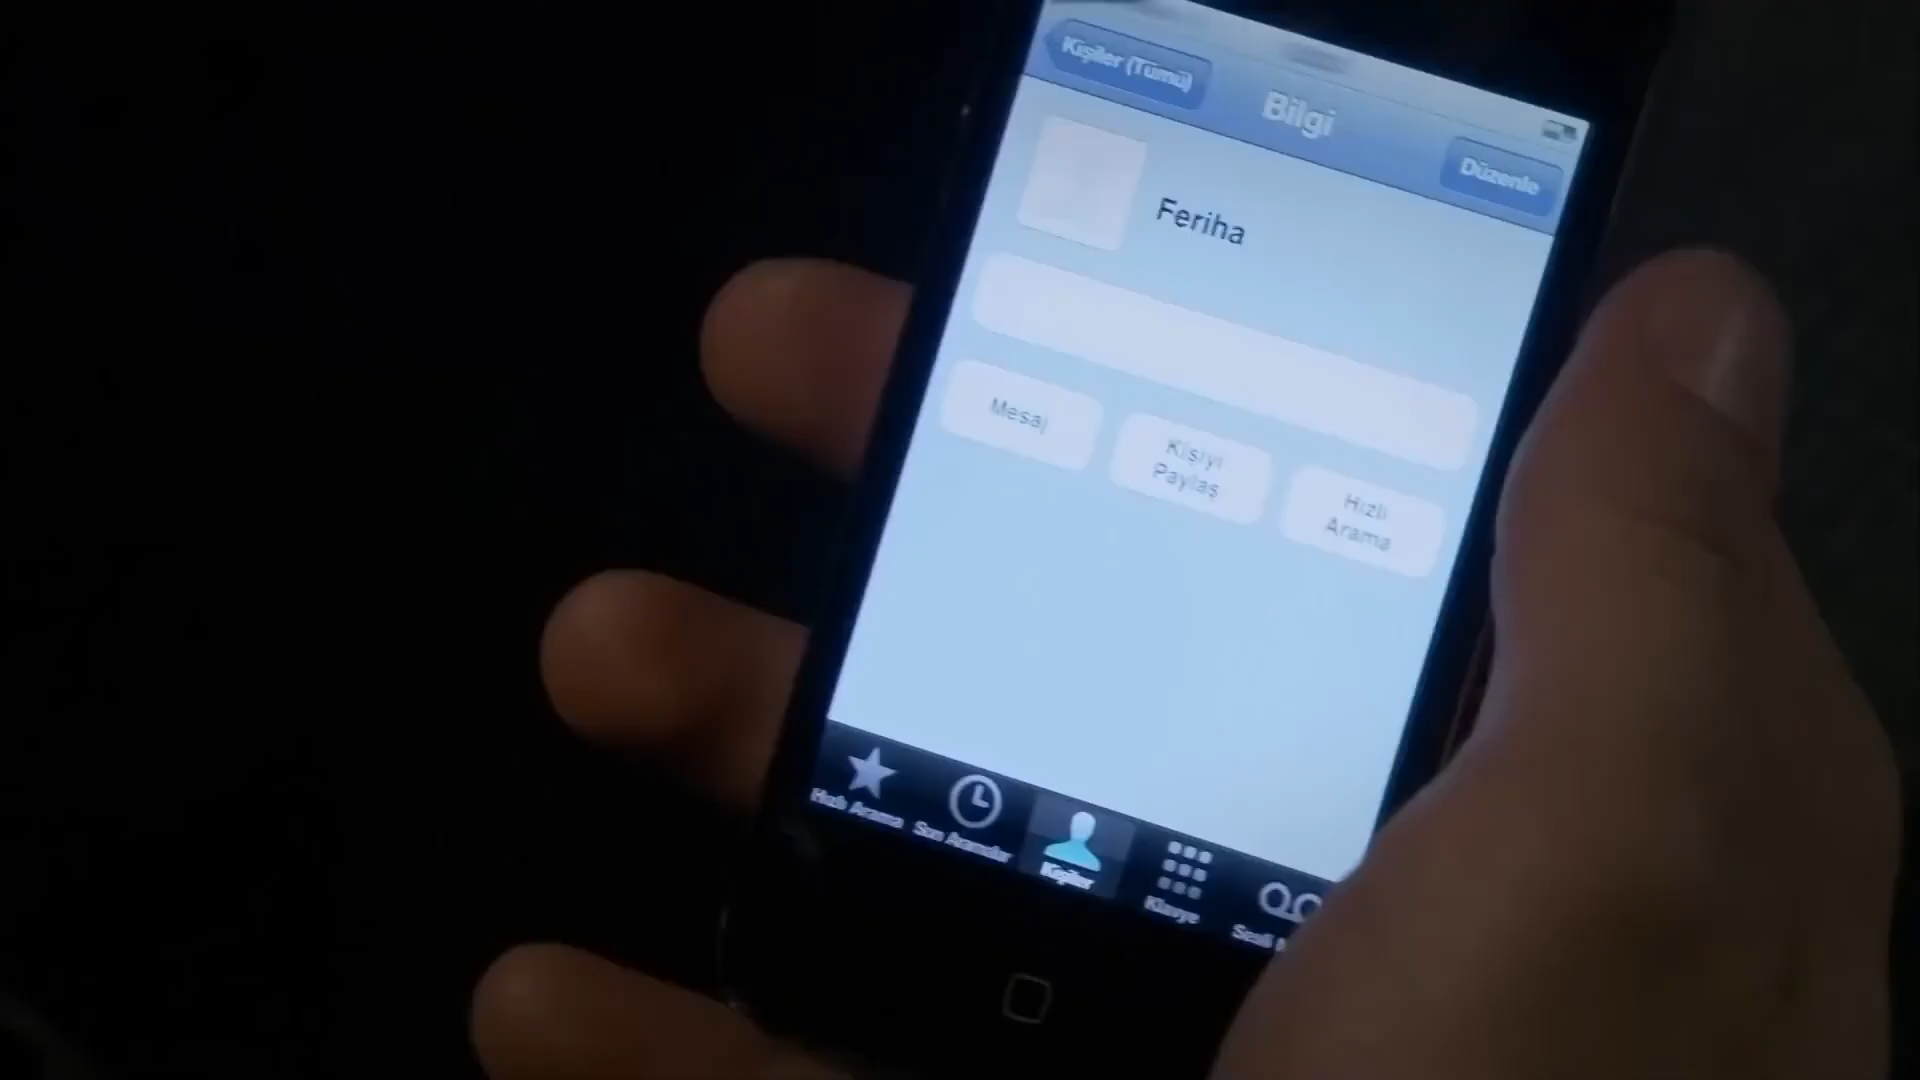 Kişiler (Tümü)
Bilgi
Düzenle
Feriha
Mesaj
Kişiyi
Paylaş
Hızlı
Arama
Hızlı Arama
Son Aramalar
Kişiler
Klavye
Sesli